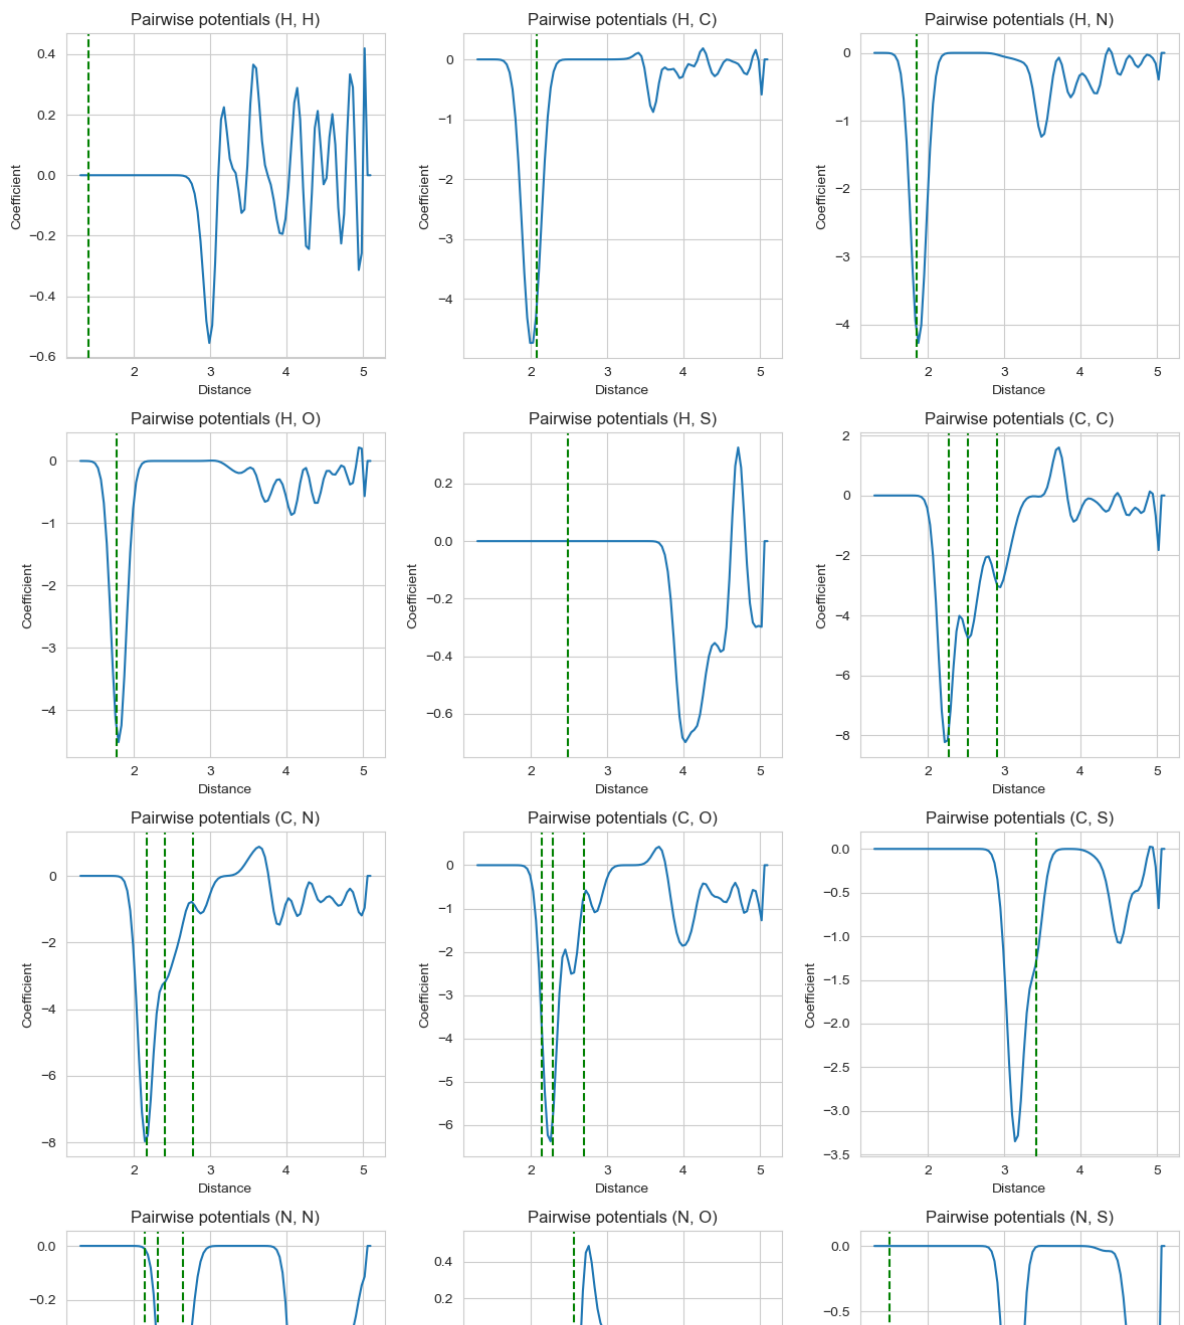 Pairwise potentials (H, H)
0.4
0.2
0.0
−0.2
−0.4
−0.6
Coefficient
2 3 4 5
Distance
Pairwise potentials (H, C)
0
−1
−2
−3
−4
Coefficient
2 3 4 5
Distance
Pairwise potentials (H, N)
0
−1
−2
−3
−4
Coefficient
2 3 4 5
Distance
Pairwise potentials (H, O)
0
−1
−2
−3
−4
Coefficient
2 3 4 5
Distance
Pairwise potentials (H, S)
0.2
0.0
−0.2
−0.4
−0.6
Coefficient
2 3 4 5
Distance
Pairwise potentials (C, C)
2
0
−2
−4
−6
−8
Coefficient
2 3 4 5
Distance
Pairwise potentials (C, N)
0
−2
−4
−6
−8
Coefficient
2 3 4 5
Distance
Pairwise potentials (C, O)
0
−1
−2
−3
−4
−5
−6
Coefficient
2 3 4 5
Distance
Pairwise potentials (C, S)
0.0
−0.5
−1.0
−1.5
−2.0
−2.5
−3.0
−3.5
Coefficient
2 3 4 5
Distance
Pairwise potentials (N, N)
0.0
−0.2
Pairwise potentials (N, O)
0.4
0.2
Pairwise potentials (N, S)
0.0
−0.5